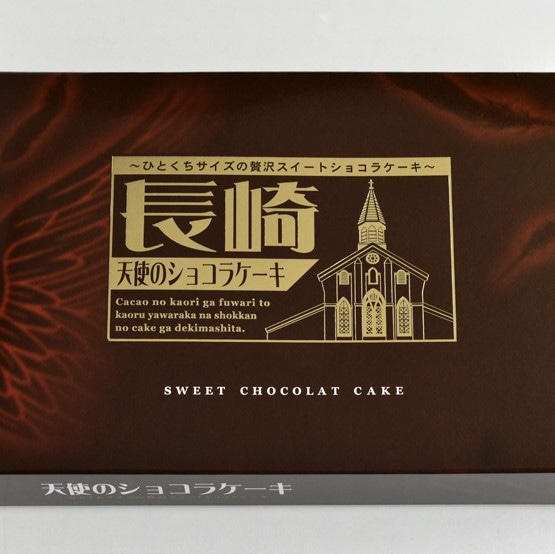 ～ひとくちサイズの贅沢スイートショコラケーキ～
長崎
天使のショコラケーキ
Cacao no kaori ga fuwari to
kaoru yawaraka na shokkan
no cake ga dekimashita.
SWEET CHOCOLAT CAKE
天使のショコラケーキ